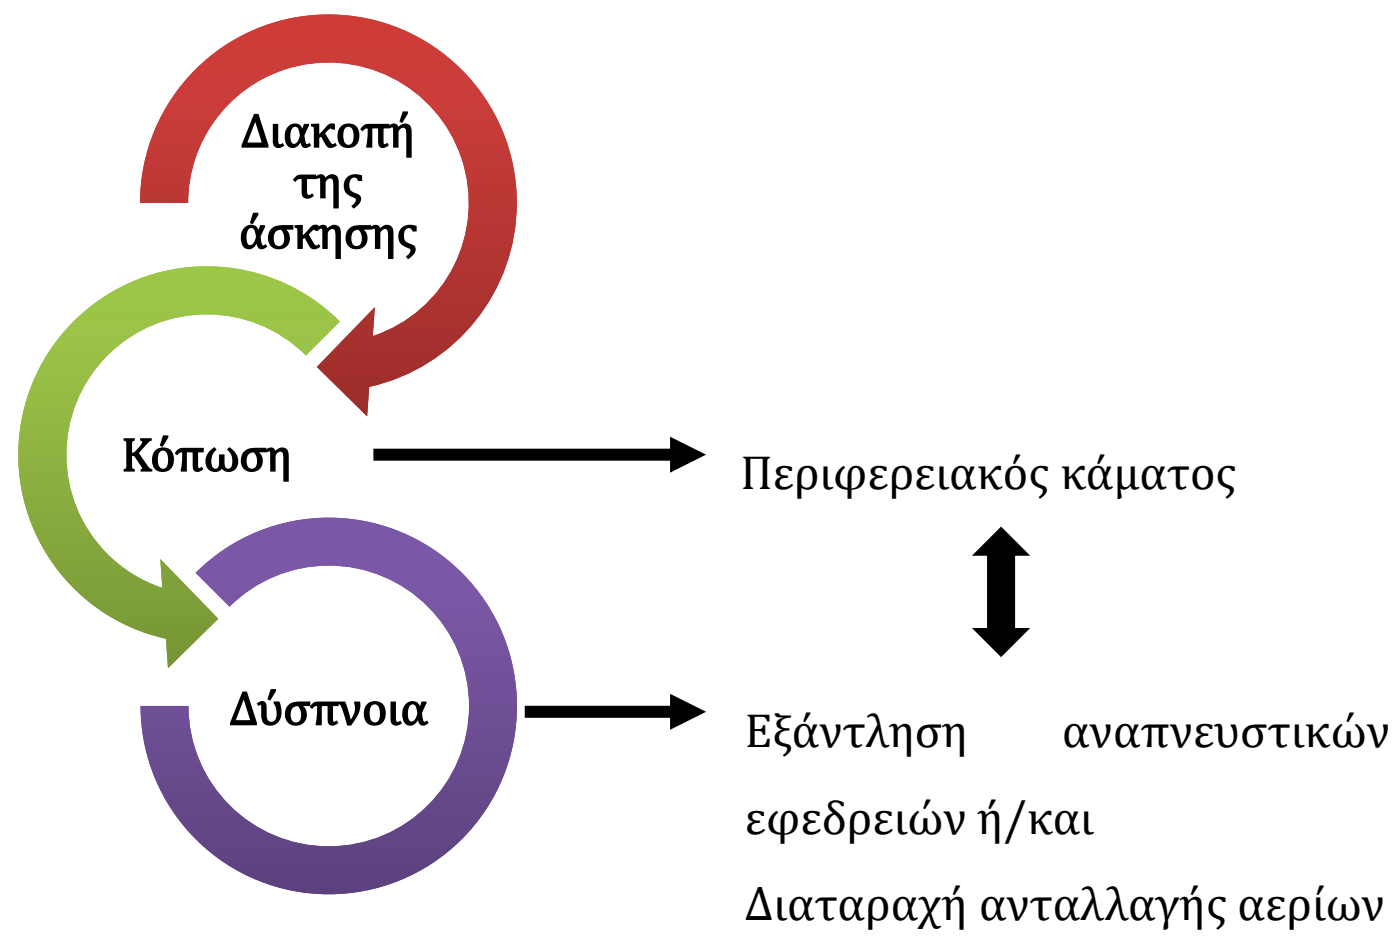 Διακοπή
της
άσκησης
Κόπωση
Περιφερειακός κάματος
Δύσπνοια
Εξάντληση αναπνευστικών
εφεδρειών ή/και
Διαταραχή ανταλλαγής αερίων